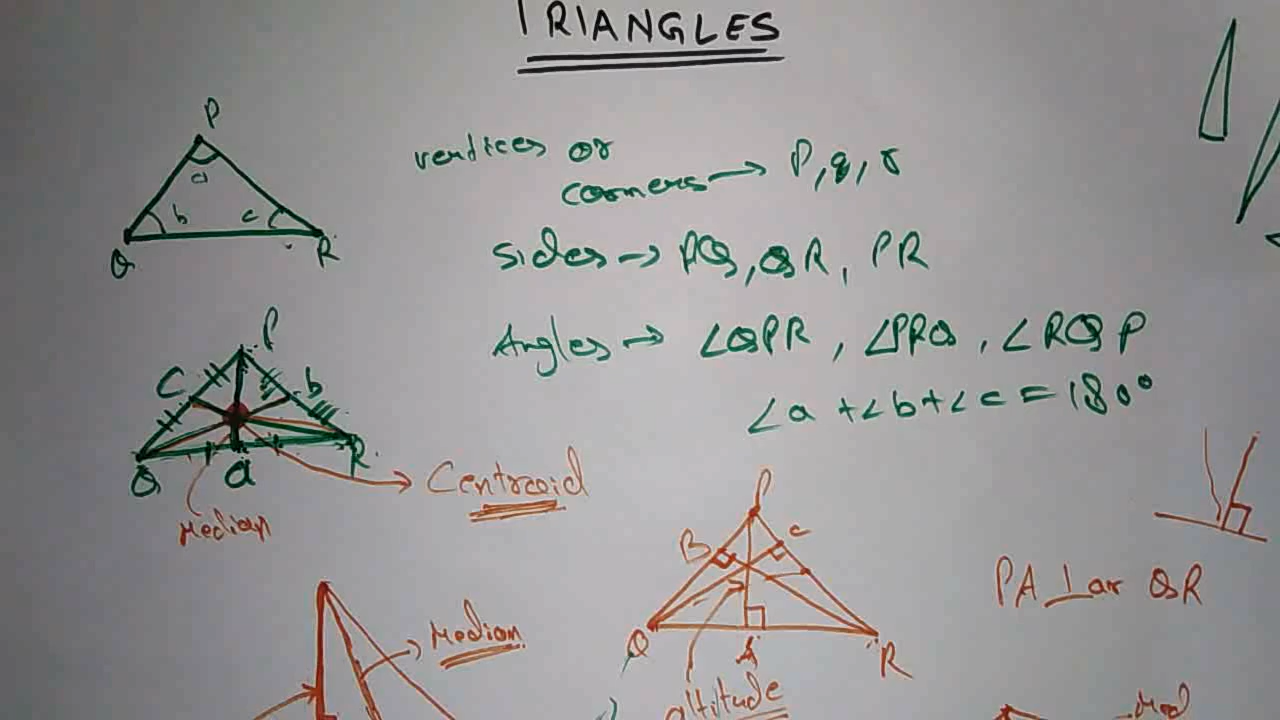 TRIANGLES
P
a
b
c
Q
R
vertices or
corners → P, q, r
sides → PQ, QR, PR
Angles → ∠QPR, ∠PRQ, ∠RQP
∠a + ∠b + ∠c = 180°
P
C
b
Q
a
R
Median
Centroid
P
B
C
Q
A
R
altitude
PA ⊥ar QR
Median
Med